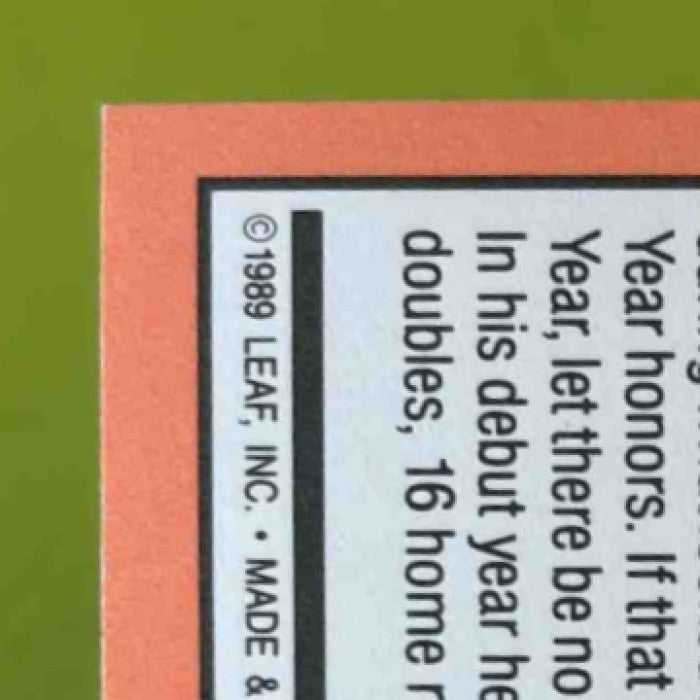 Year honors. If that
Year, let there be no
In his debut year he
doubles, 16 home r
©1989 LEAF, INC. • MADE &